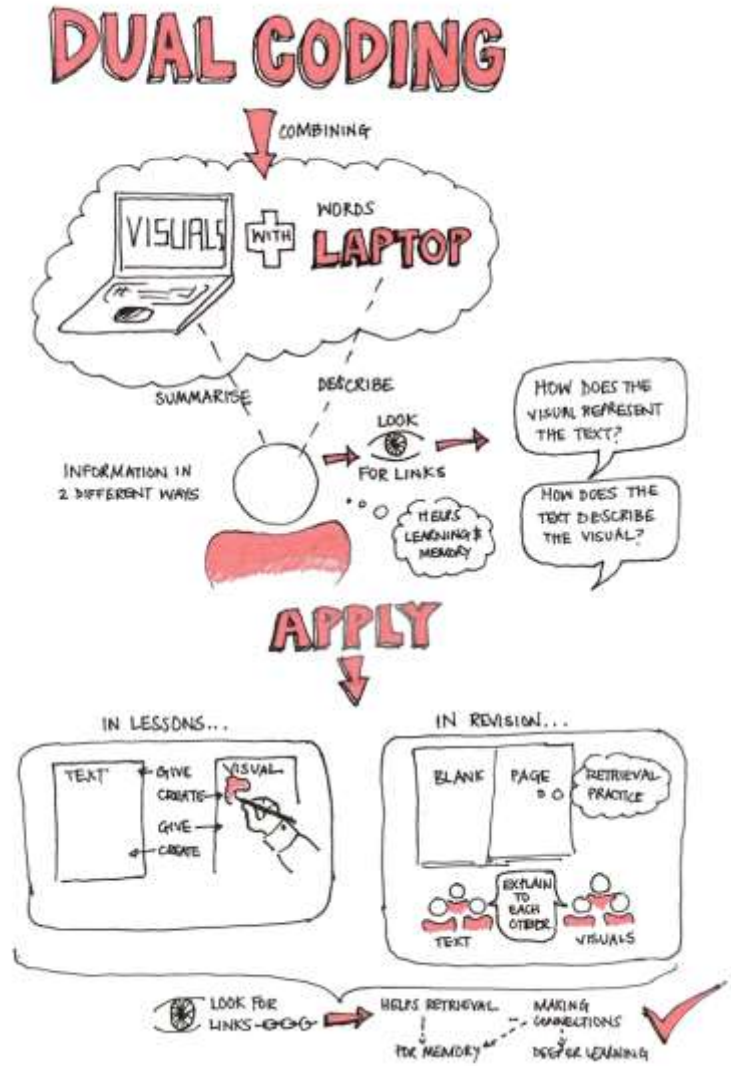 DUAL CODING
COMBINING
VISUALS
WITH
WORDS
LAPTOP
SUMMARISE
DESCRIBE
INFORMATION IN
2 DIFFERENT WAYS
LOOK
FOR LINKS
HELPS
LEARNING &
MEMORY
HOW DOES THE
VISUAL REPRESENT
THE TEXT?
HOW DOES THE
TEXT DESCRIBE
THE VISUAL?
APPLY
IN LESSONS...
TEXT
GIVE
CREATE
GIVE
CREATE
VISUAL
IN REVISION...
BLANK PAGE
RETRIEVAL
PRACTICE
EXPLAIN
TO
EACH
OTHER
TEXT
VISUALS
LOOK FOR
LINKS
HELPS RETRIEVAL
FOR MEMORY
MAKING
CONNECTIONS
DEEPER LEARNING